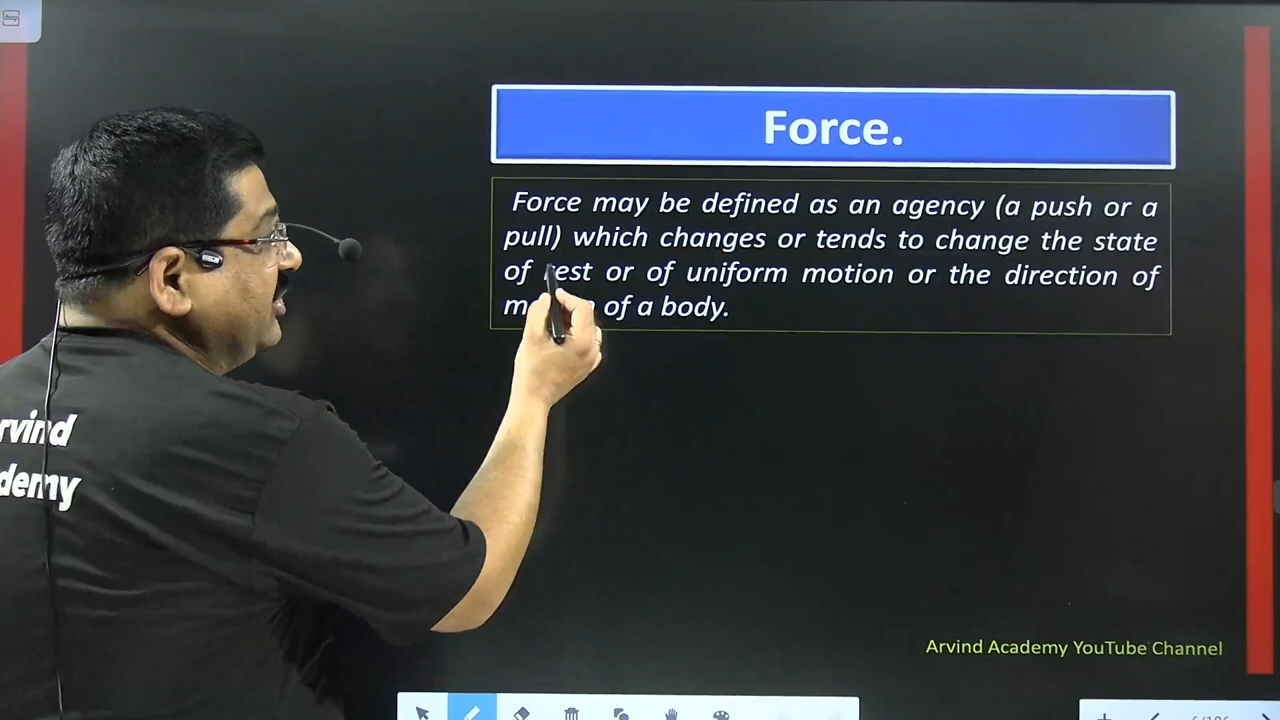 Force.
Force may be defined as an agency (a push or a
pull) which changes or tends to change the state
of rest or of uniform motion or the direction of
of a body.
Arvind Academy YouTube Channel